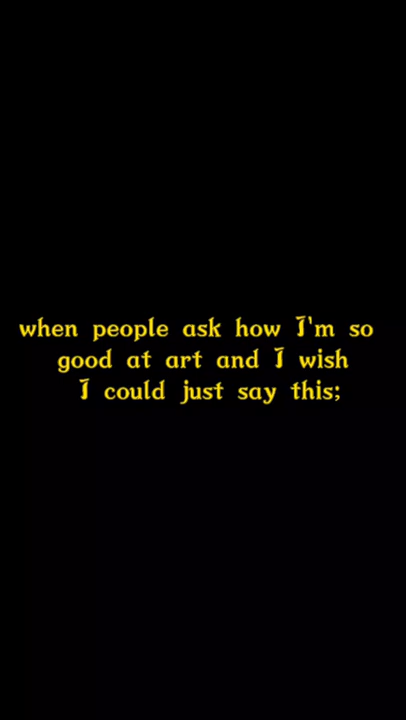 when people ask how I'm so
good at art and I wish
I could just say this;